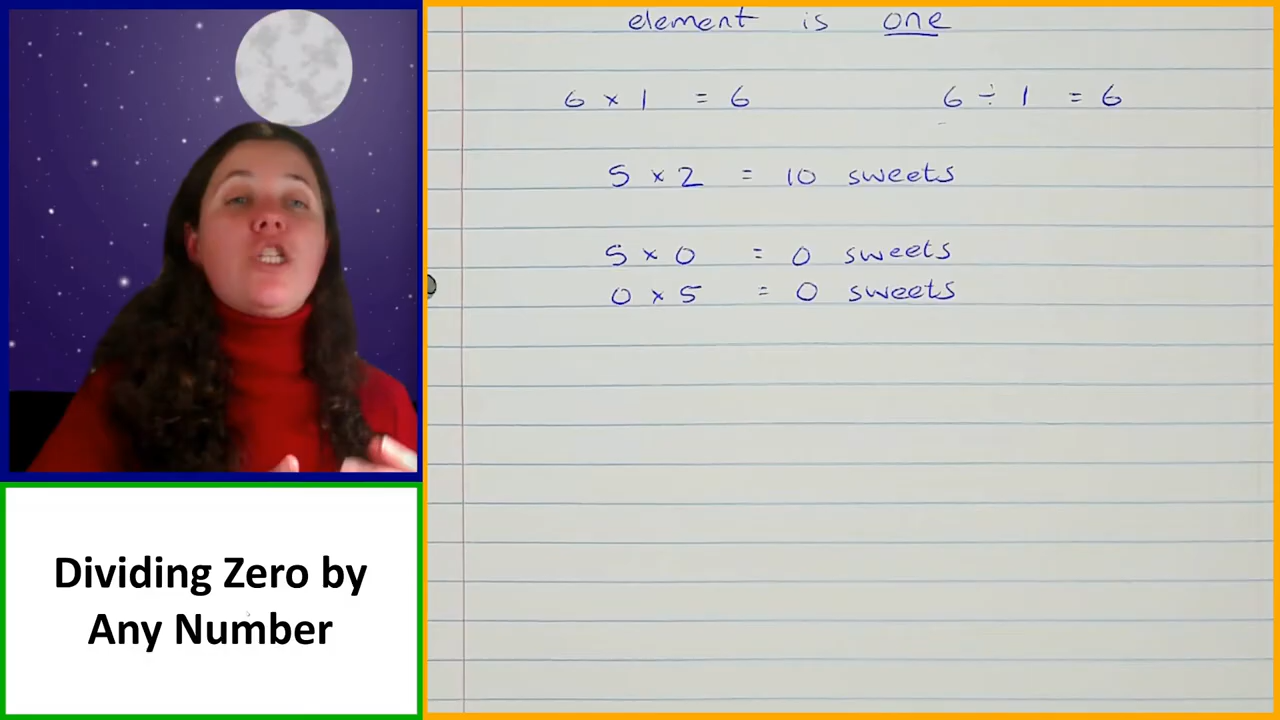 element is one
6 × 1 = 6 6 ÷ 1 = 6
5 × 2 = 10 sweets
5 × 0 = 0 sweets
0 × 5 = 0 sweets
Dividing Zero by
Any Number